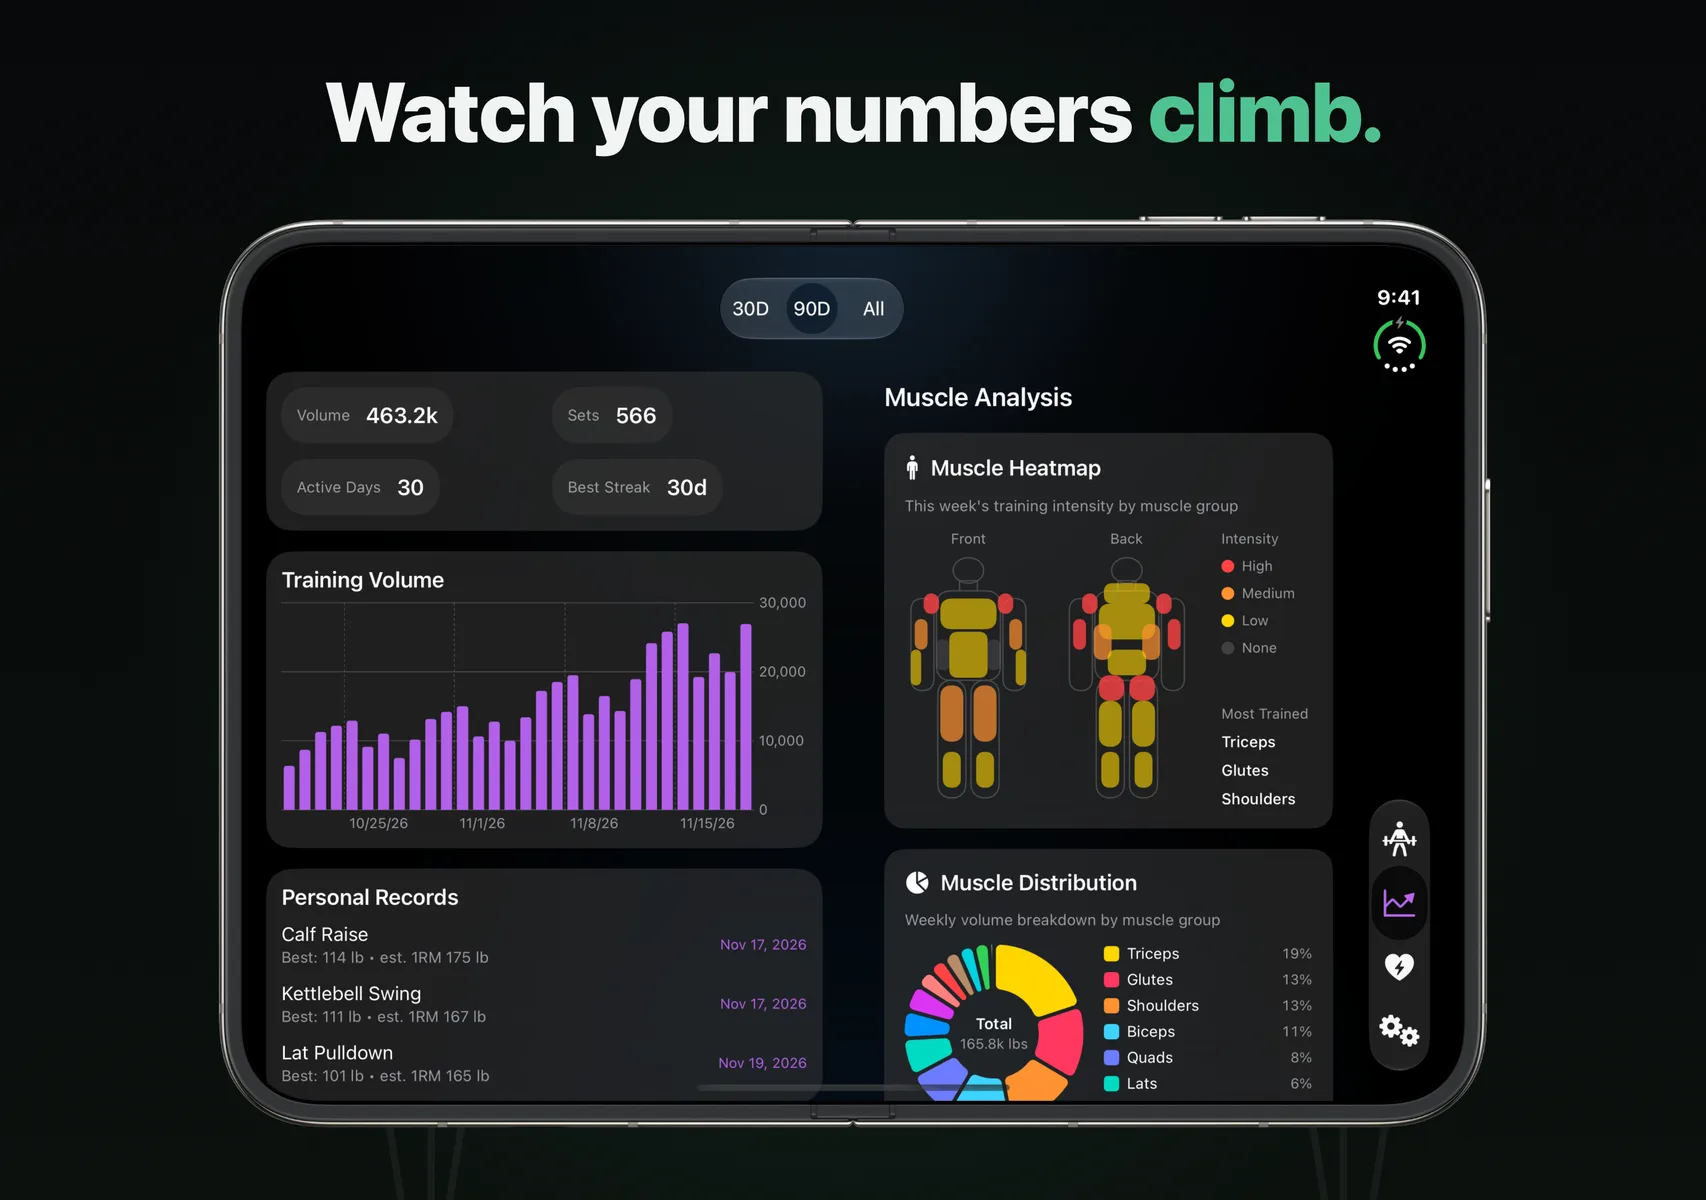 Watch your numbers climb.
30D 90D All
9:41
Volume 463.2k
Sets 566
Active Days 30
Best Streak 30d
Training Volume
30,000
20,000
10,000
0
10/25/26 11/1/26 11/8/26 11/15/26
Personal Records
Calf Raise
Best: 114 lb • est. 1RM 175 lb
Nov 17, 2026
Kettlebell Swing
Best: 111 lb • est. 1RM 167 lb
Nov 17, 2026
Lat Pulldown
Best: 101 lb • est. 1RM 165 lb
Nov 19, 2026
Muscle Analysis
Muscle Heatmap
This week's training intensity by muscle group
Front
Back
Intensity
High
Medium
Low
None
Most Trained
Triceps
Glutes
Shoulders
Muscle Distribution
Weekly volume breakdown by muscle group
Total
165.8k lbs
Triceps 19%
Glutes 13%
Shoulders 13%
Biceps 11%
Quads 8%
Lats 6%